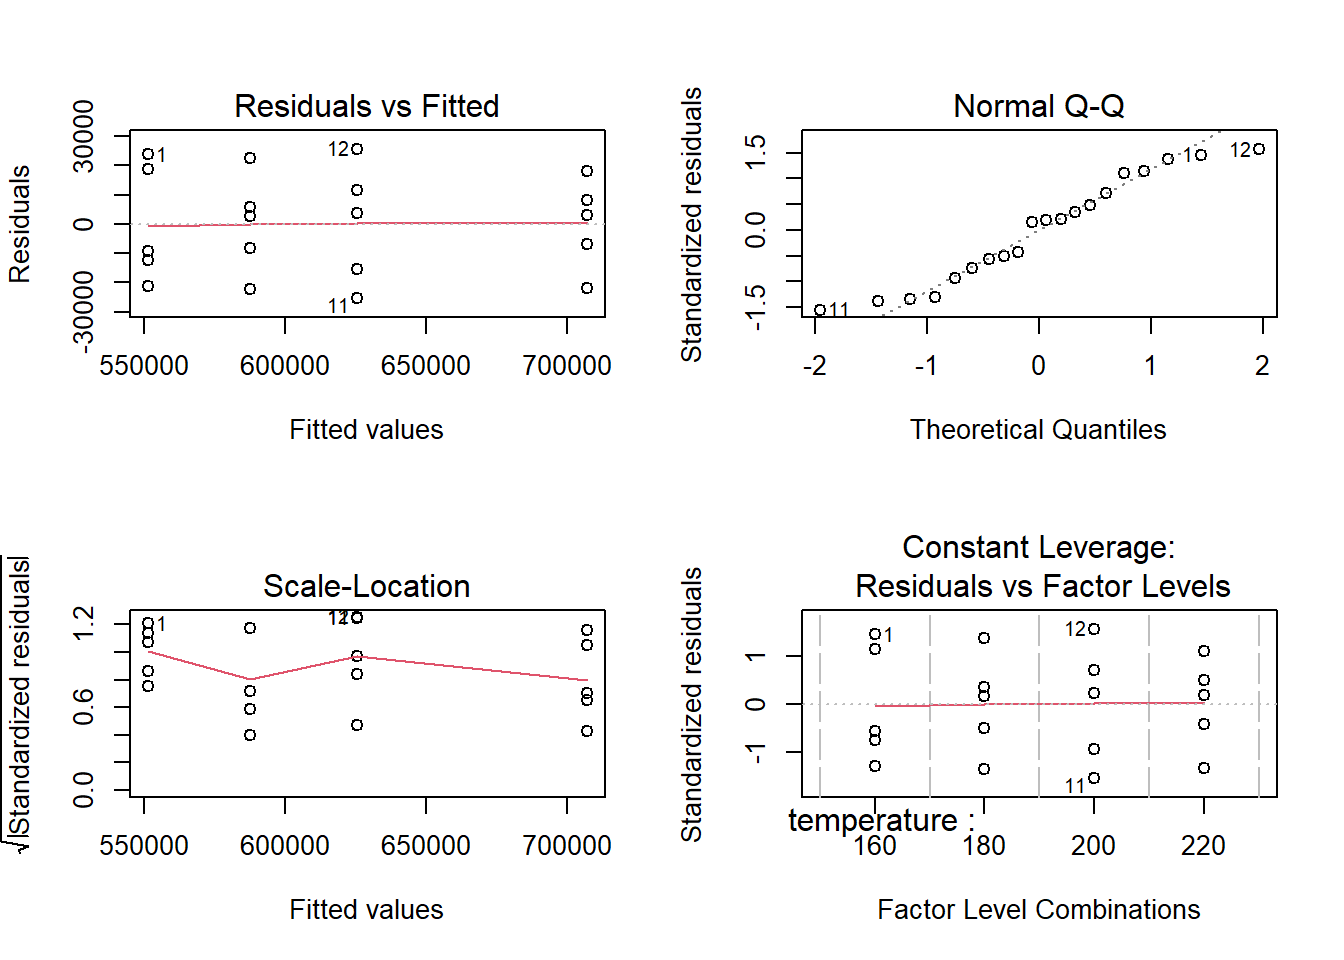 Residuals vs Fitted
Residuals
30000
0
-30000
1
12
11
550000 600000 650000 700000
Fitted values
Normal Q-Q
Standardized residuals
1.5
0.0
-1.5
1
12
11
-2 -1 0 1 2
Theoretical Quantiles
Scale-Location
√|Standardized residuals|
1.2
0.6
0.0
1
12
550000 600000 650000 700000
Fitted values
Constant Leverage:
Residuals vs Factor Levels
Standardized residuals
1
0
-1
1
12
11
temperature :
160 180 200 220
Factor Level Combinations